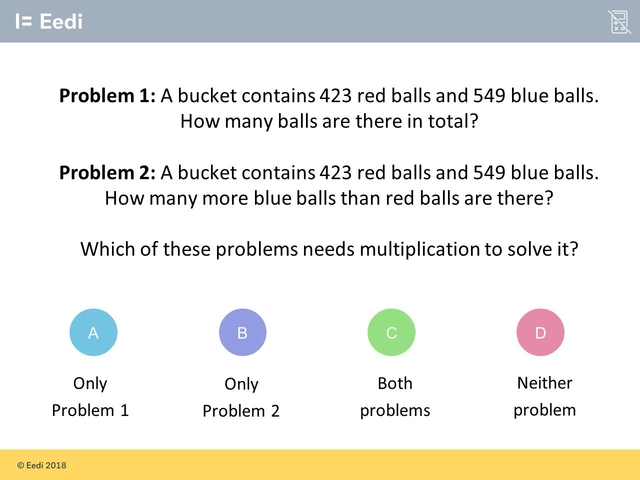 Eedi
Problem 1: A bucket contains 423 red balls and 549 blue balls.
How many balls are there in total?
Problem 2: A bucket contains 423 red balls and 549 blue balls.
How many more blue balls than red balls are there?
Which of these problems needs multiplication to solve it?
A
B
C
D
Only
Problem 1
Only
Problem 2
Both
problems
Neither
problem
© Eedi 2018